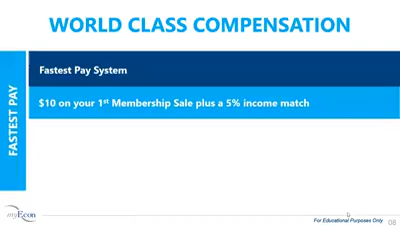 WORLD CLASS COMPENSATION
FASTEST PAY
Fastest Pay System
$10 on your 1st Membership Sale plus a 5% income match
myEcon
For Educational Purposes Only
08